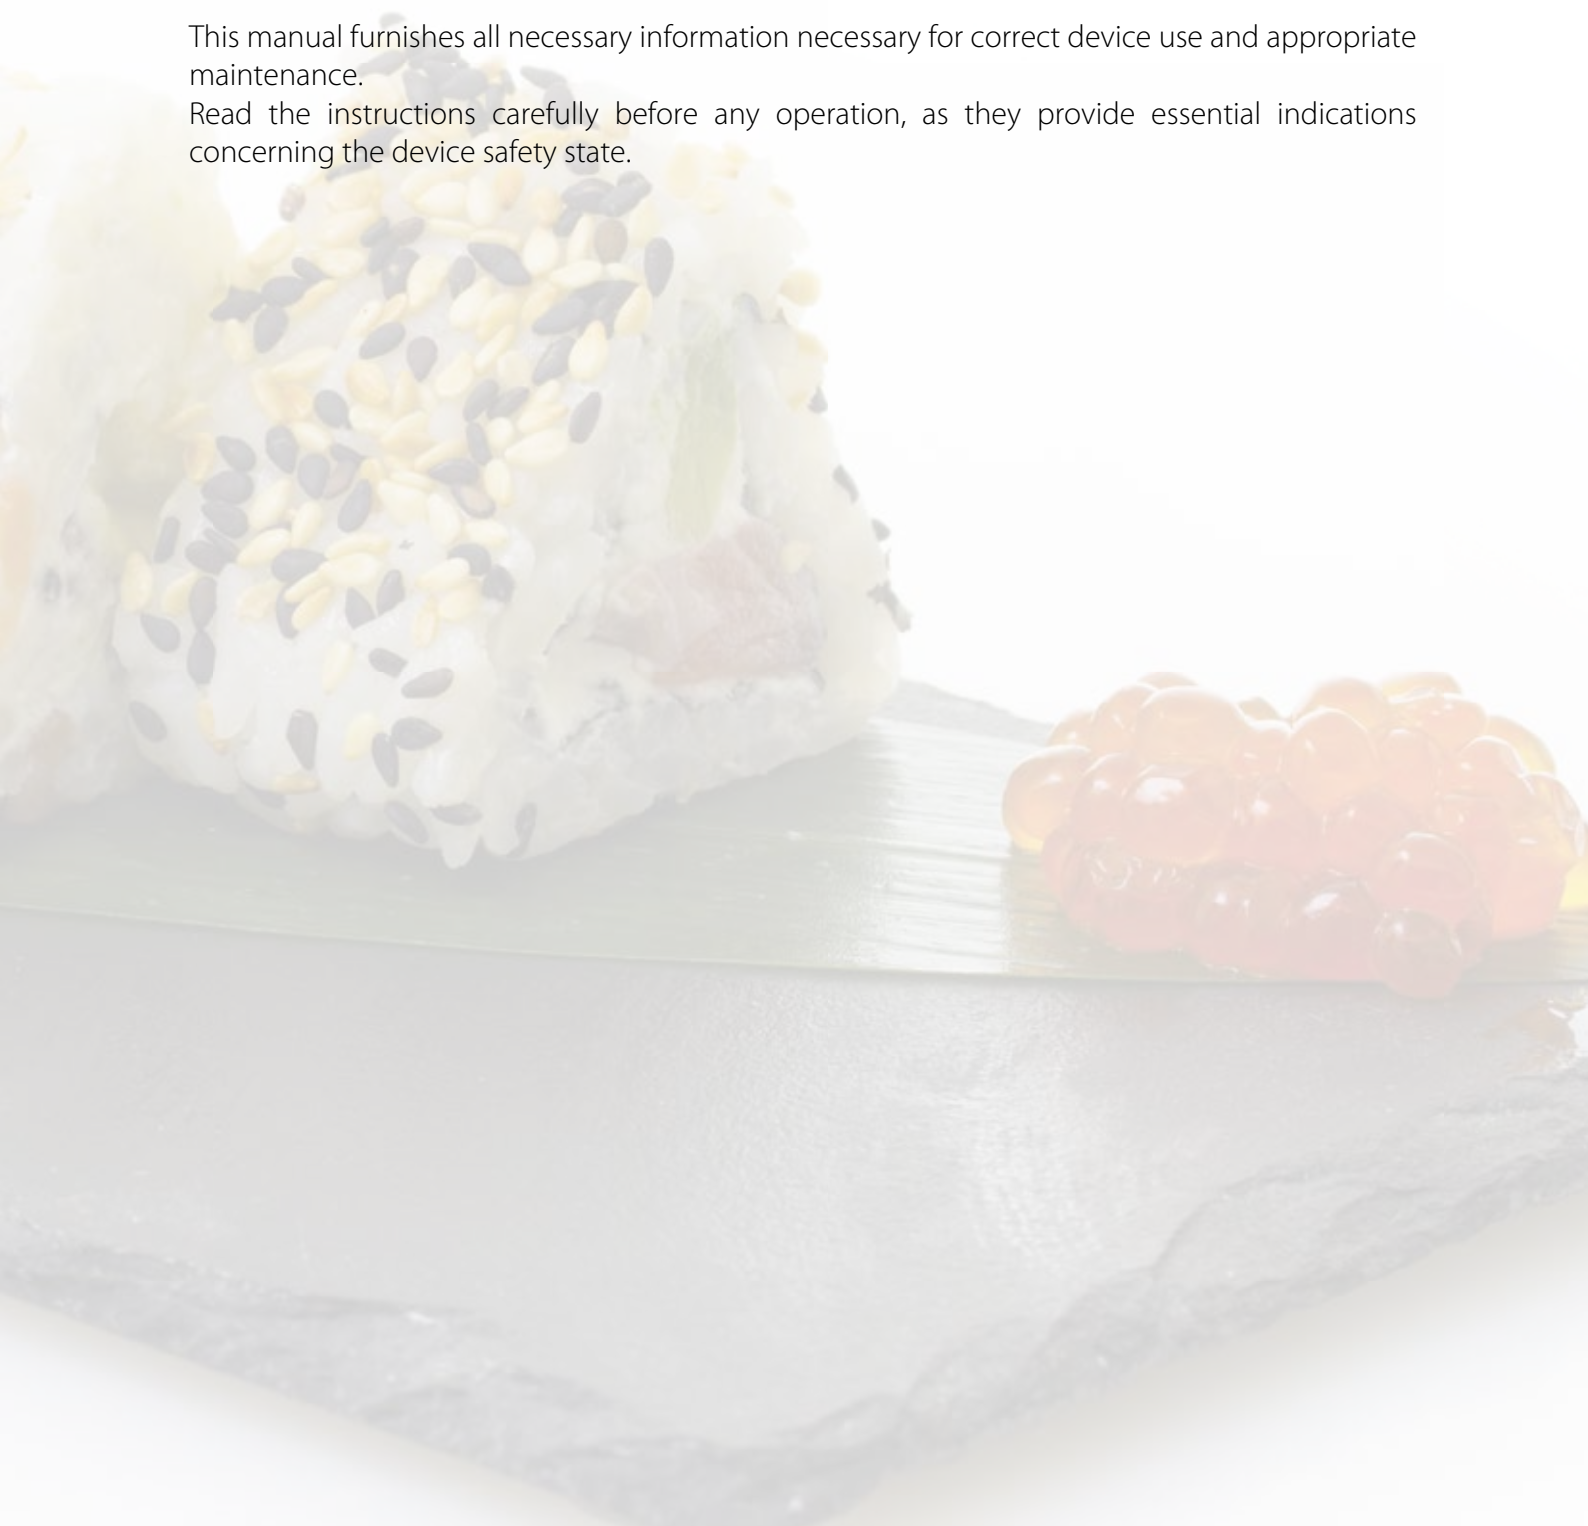 This manual furnishes all necessary information necessary for correct device use and appropriate
maintenance.
Read the instructions carefully before any operation, as they provide essential indications
concerning the device safety state.